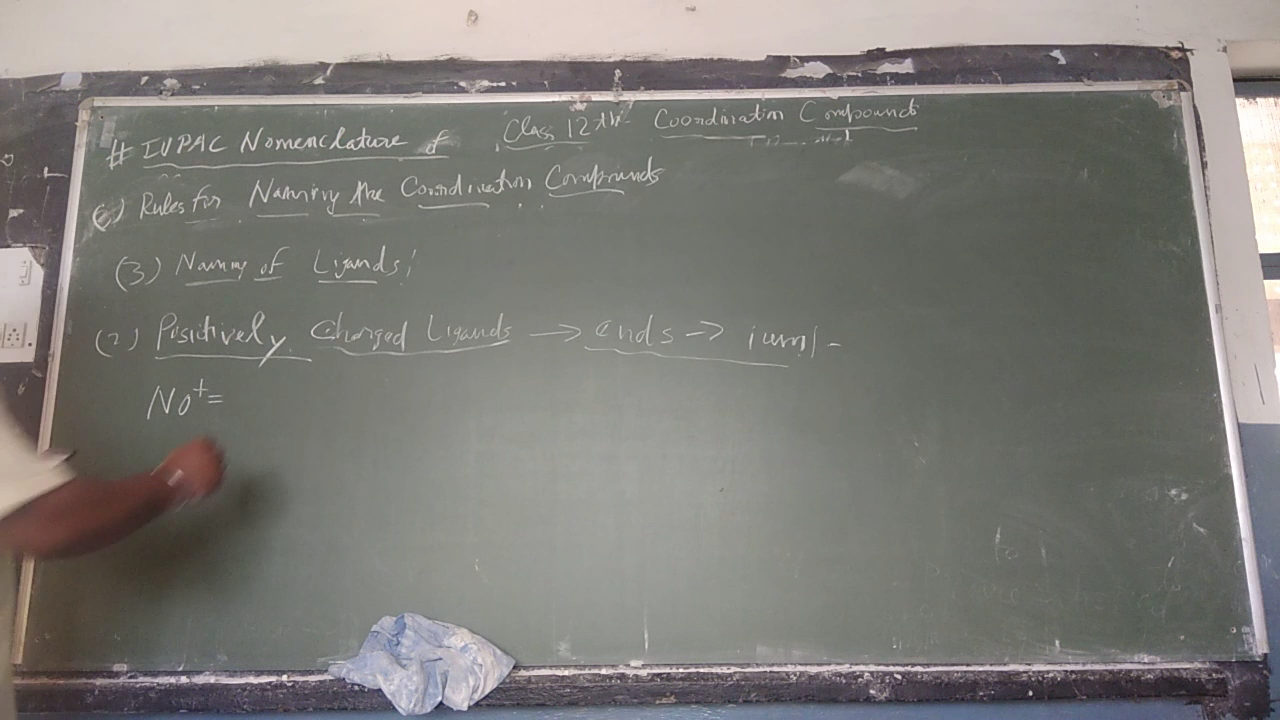 # IUPAC Nomenclature of Class 12th Coordination Compounds
(i) Rules for Naming the Coordination Compounds
(3) Naming of Ligands:
(2) Positively Charged Ligands → ends → ium/-
NO⁺=